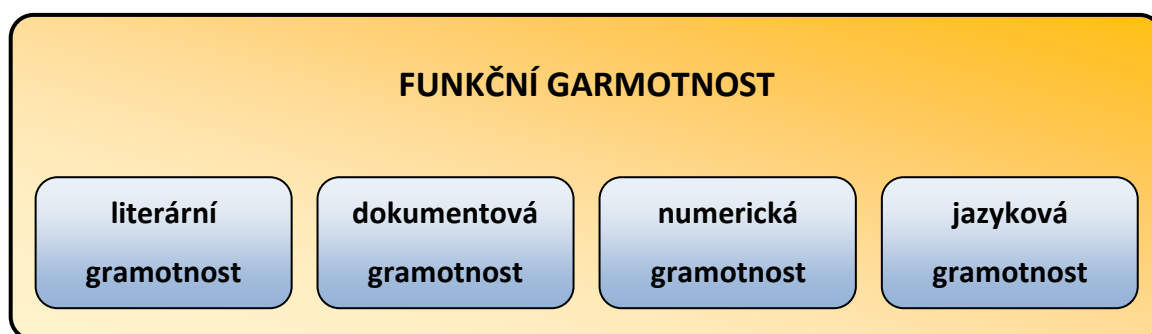 FUNKČNÍ GARMOTNOST
literární
gramotnost
dokumentová
gramotnost
numerická
gramotnost
jazyková
gramotnost